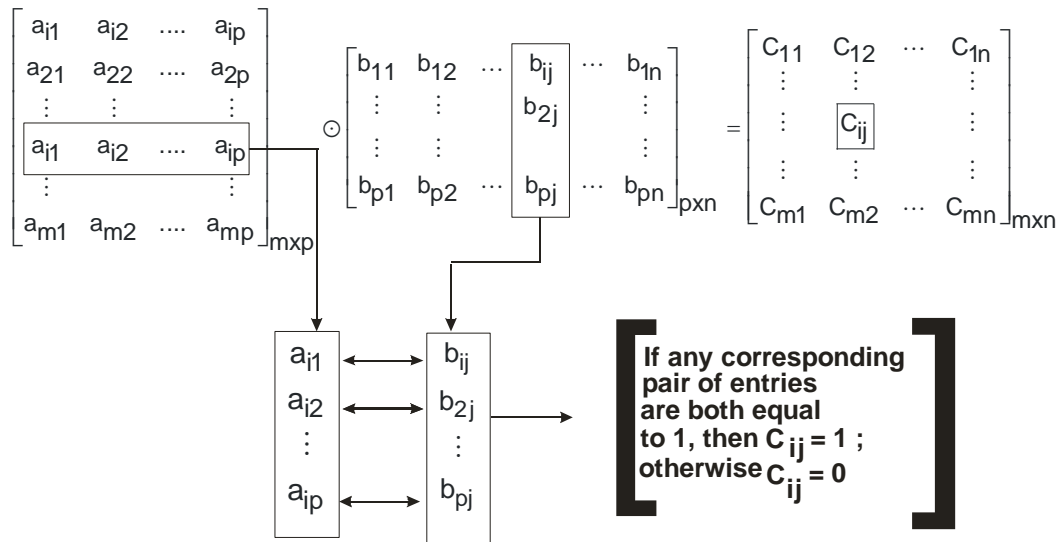 a_i1 a_i2 .... a_ip
a_21 a_22 .... a_2p
⋮ ⋮ ⋮
a_i1 a_i2 .... a_ip
⋮ ⋮
a_m1 a_m2 .... a_mp
mxp
⊙
b_11 b_12 ... b_ij ... b_1n
⋮ ⋮ b_2j ⋮
⋮ ⋮ ⋮
b_p1 b_p2 ... b_pj ... b_pn
pxn
=
C_11 C_12 ... C_1n
⋮ C_ij ⋮
⋮ ⋮ ⋮
C_m1 C_m2 ... C_mn
mxn
a_i1 b_ij
a_i2 b_2j
⋮ ⋮
a_ip b_pj
If any corresponding
pair of entries
are both equal
to 1, then C_ij = 1 ;
otherwise C_ij = 0